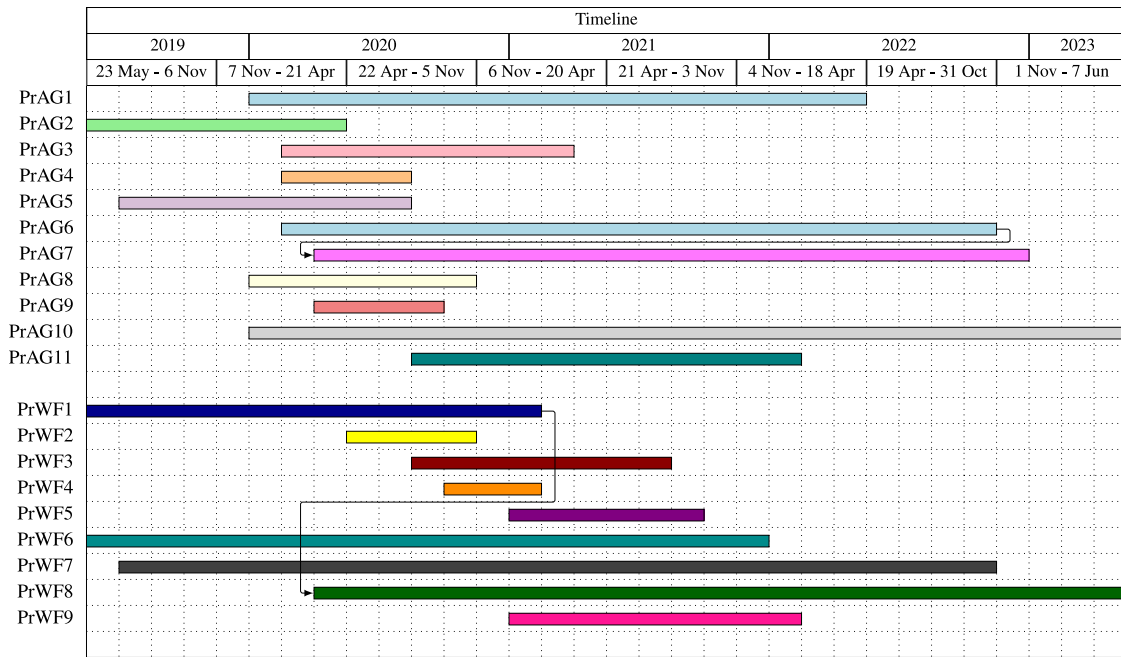 Timeline
2019 2020 2021 2022 2023
23 May - 6 Nov 7 Nov - 21 Apr 22 Apr - 5 Nov 6 Nov - 20 Apr 21 Apr - 3 Nov 4 Nov - 18 Apr 19 Apr - 31 Oct 1 Nov - 7 Jun
PrAG1
PrAG2
PrAG3
PrAG4
PrAG5
PrAG6
PrAG7
PrAG8
PrAG9
PrAG10
PrAG11
PrWF1
PrWF2
PrWF3
PrWF4
PrWF5
PrWF6
PrWF7
PrWF8
PrWF9